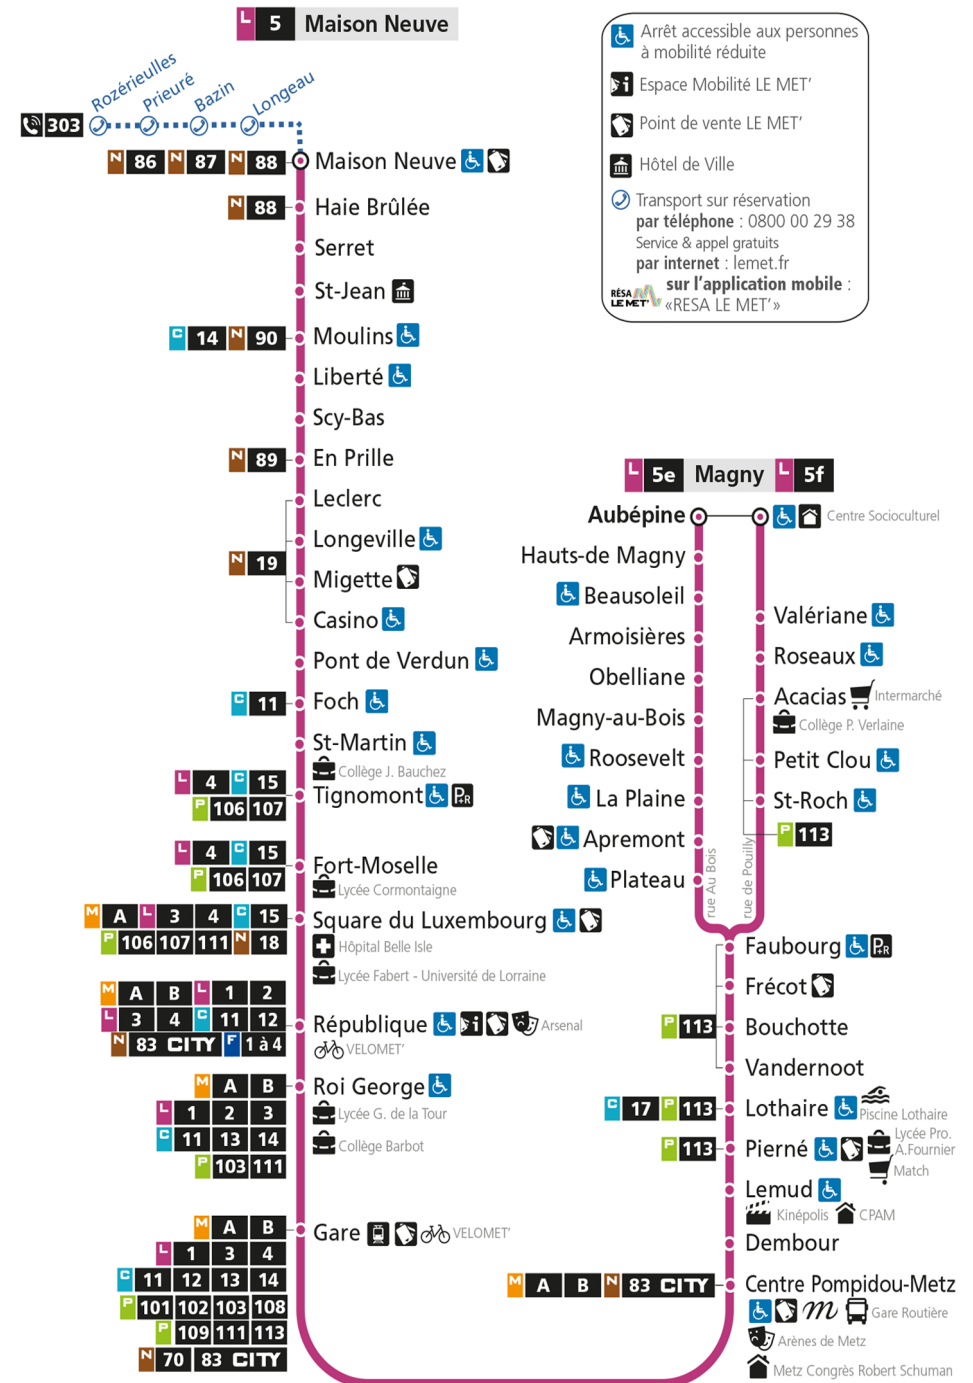 L 5 Maison Neuve
Rozérieulles
Prieuré
Bazin
Longeau
303
N 86 N 87 N 88 Maison Neuve
N 88 Haie Brûlée
Serret
St-Jean
C 14 N 90 Moulins
Liberté
Scy-Bas
N 89 En Prille
Leclerc
Longeville
N 19
Migette
Casino
Pont de Verdun
C 11 Foch
St-Martin
Collège J. Bauchez
L 4 C 15
P 106 107
Tignomont P+R
L 4 C 15
P 106 107
Fort-Moselle
Lycée Cormontaigne
M A L 3 4 C 15
P 106 107 111 N 18
Square du Luxembourg
Hôpital Belle Isle
Lycée Fabert - Université de Lorraine
M A B L 1 2
L 3 4 C 11 12
N 83 CITY F 1 à 4
République i Arsenal
VELOMET'
M A B
L 1 2 3
C 11 13 14
P 103 111
Roi George
Lycée G. de la Tour
Collège Barbot
M A B
L 1 3 4
C 11 12 13 14
P 101 102 103 108
P 109 111 113
N 70 83 CITY
Gare VELOMET'
Arrêt accessible aux personnes
à mobilité réduite
i Espace Mobilité LE MET'
Point de vente LE MET'
Hôtel de Ville
Transport sur réservation
par téléphone : 0800 00 29 38
Service & appel gratuits
par internet : lemet.fr
RÉSA
LE MET'
sur l'application mobile :
«RESA LE MET'»
L 5e Magny L 5f
Aubépine
Centre Socioculturel
Hauts-de Magny
Beausoleil
Armoisières
Obelliane
Magny-au-Bois
Roosevelt
La Plaine
Apremont
Plateau
rue Au Bois
Valériane
Roseaux
Acacias Intermarché
Collège P. Verlaine
Petit Clou
St-Roch
P 113
rue de Pouilly
Faubourg P+R
Frécot
P 113 Bouchotte
Vandernoot
C 17 P 113 Lothaire
Piscine Lothaire
P 113 Pierné
Lycée Pro.
A.Fournier
Match
Lemud
Kinépolis CPAM
Dembour
M A B N 83 CITY Centre Pompidou-Metz
m Gare Routière
Arènes de Metz
Metz Congrès Robert Schuman